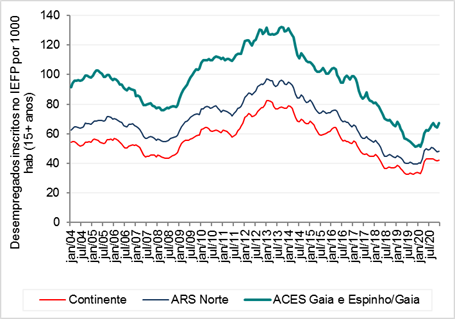 Desempregados inscritos no IEFP por 1000
hab (15+ anos)
140
120
100
80
60
40
20
0
jan/04
jul/04
jan/05
jul/05
jan/06
jul/06
jan/07
jul/07
jan/08
jul/08
jan/09
jul/09
jan/10
jul/10
jan/11
jul/11
jan/12
jul/12
jan/13
jul/13
jan/14
jul/14
jan/15
jul/15
jan/16
jul/16
jan/17
jul/17
jan/18
jul/18
jan/19
jul/19
jan/20
jul/20
Continente
ARS Norte
ACES Gaia e Espinho/Gaia